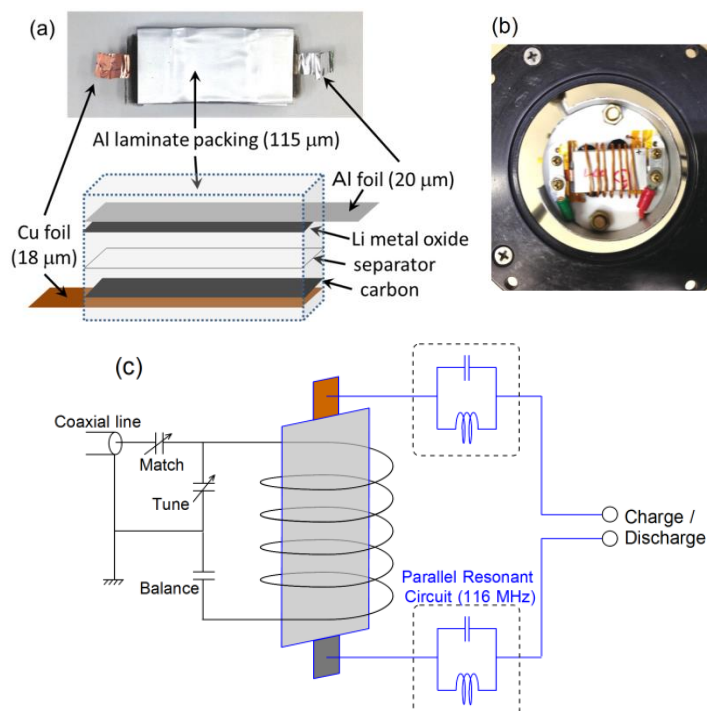 (a)
Al laminate packing (115 μm)
Al foil (20 μm)
Cu foil
(18 μm)
Li metal oxide
separator
carbon
(b)
(c)
Coaxial line
Match
Tune
Balance
Charge /
Discharge
Parallel Resonant
Circuit (116 MHz)